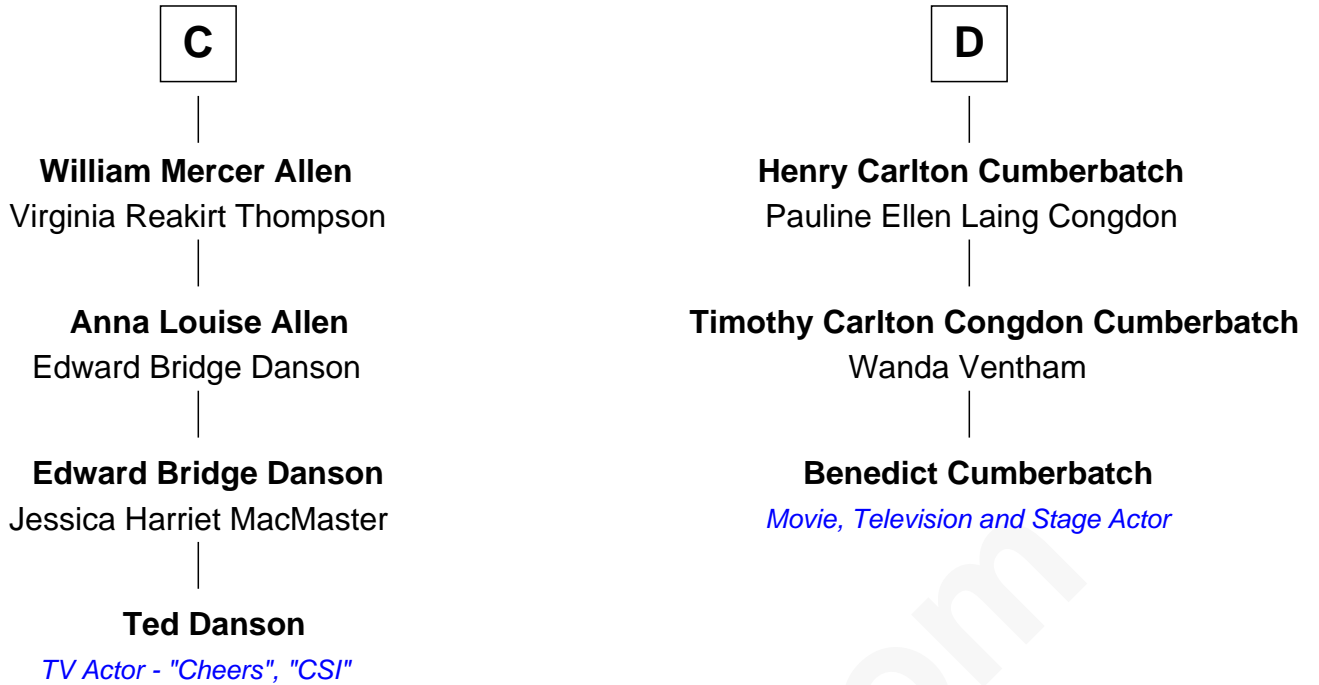 C
William Mercer Allen
Virginia Reakirt Thompson
Anna Louise Allen
Edward Bridge Danson
Edward Bridge Danson
Jessica Harriet MacMaster
Ted Danson
TV Actor - "Cheers", "CSI"
D
Henry Carlton Cumberbatch
Pauline Ellen Laing Congdon
Timothy Carlton Congdon Cumberbatch
Wanda Ventham
Benedict Cumberbatch
Movie, Television and Stage Actor
om